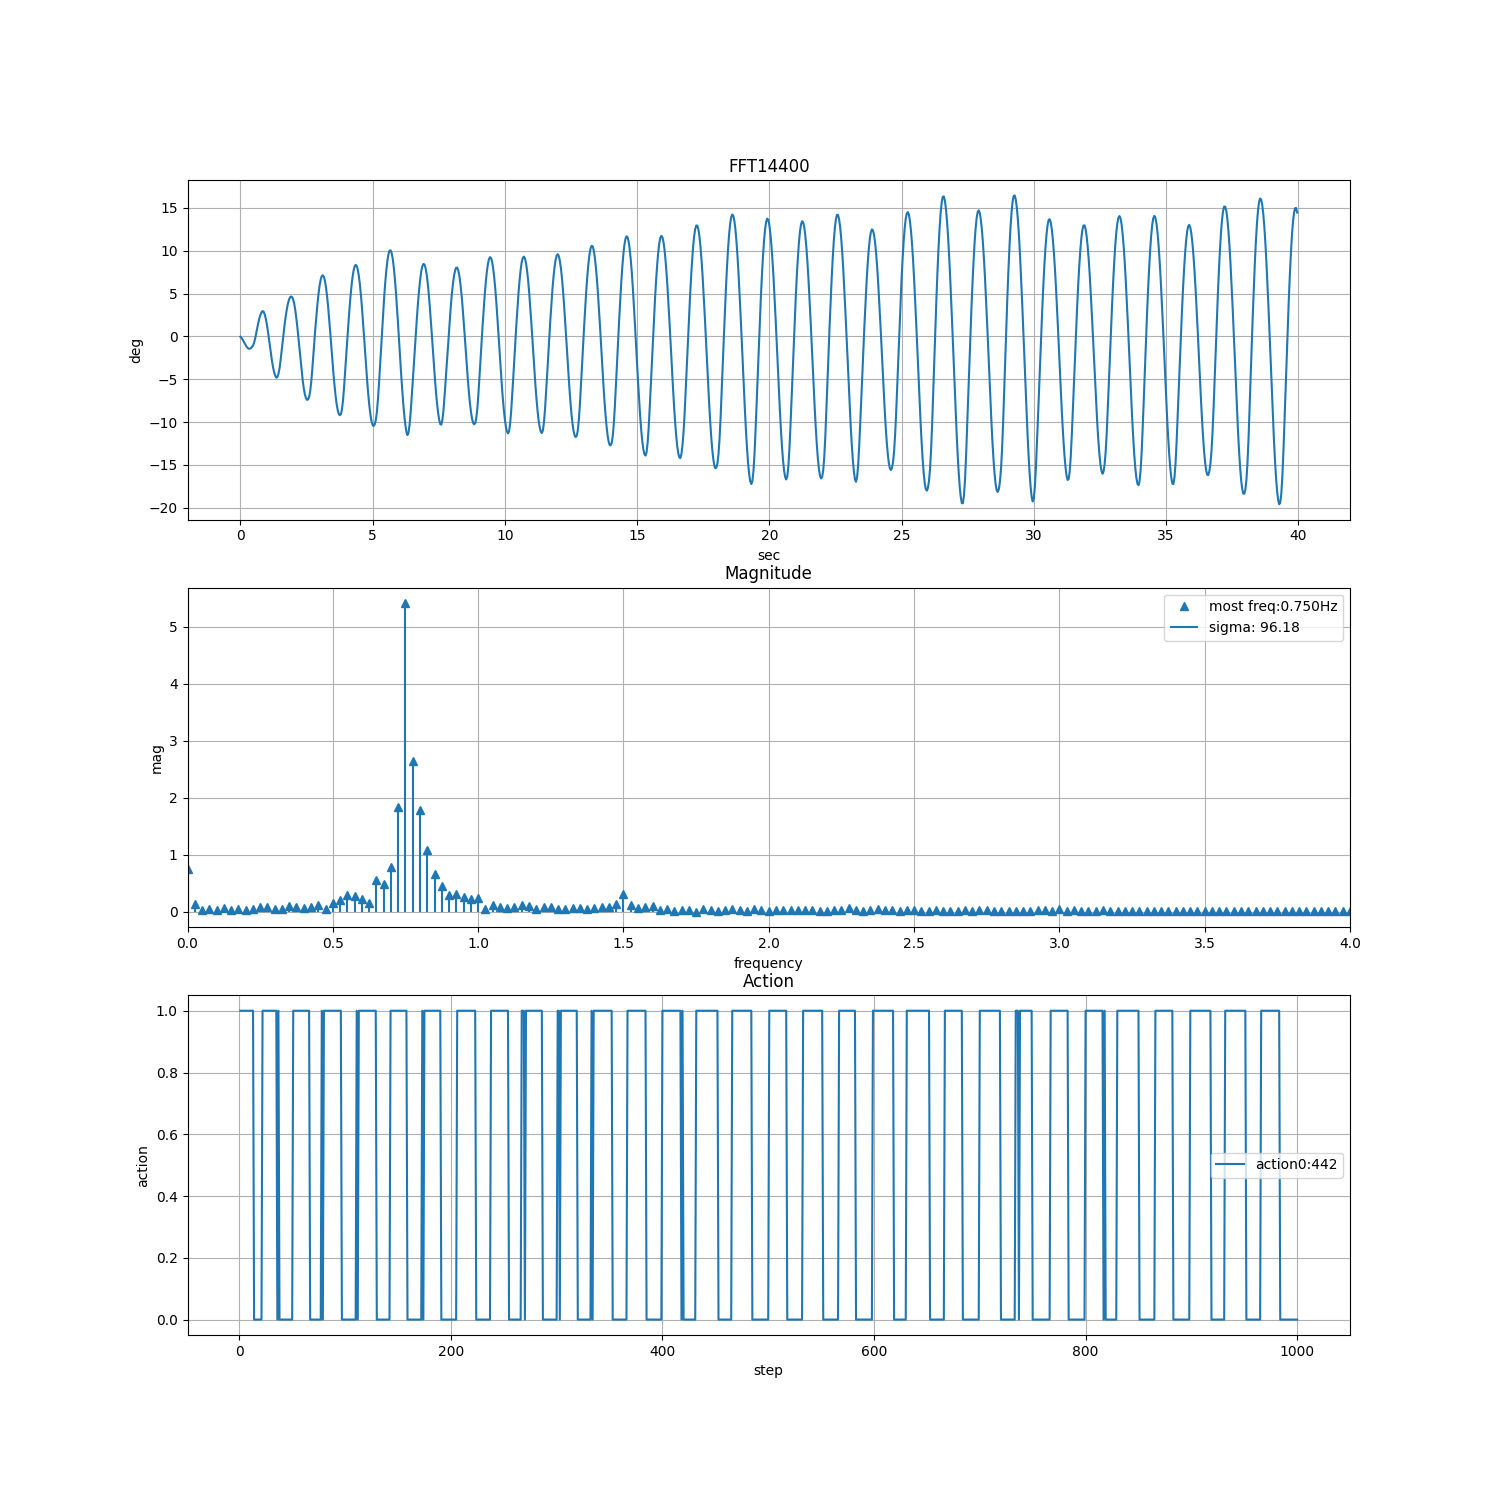 FFT14400
15
10
5
0
−5
−10
−15
−20
deg
0 5 10 15 20 25 30 35 40
sec
Magnitude
most freq:0.750Hz
sigma: 96.18
5
4
3
2
1
0
mag
0.0 0.5 1.0 1.5 2.0 2.5 3.0 3.5 4.0
frequency
Action
1.0
0.8
0.6
0.4
0.2
0.0
action
action0:442
0 200 400 600 800 1000
step